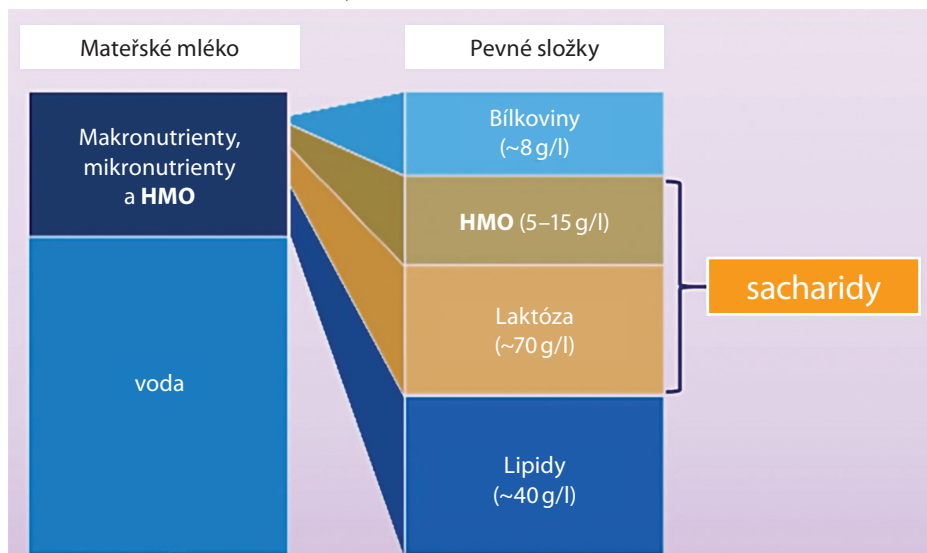 Mateřské mléko
Pevné složky
Makronutrienty,
mikronutrienty
a HMO
voda
Bílkoviny
(~8 g/l)
HMO (5–15 g/l)
Laktóza
(~70 g/l)
Lipidy
(~40 g/l)
sacharidy